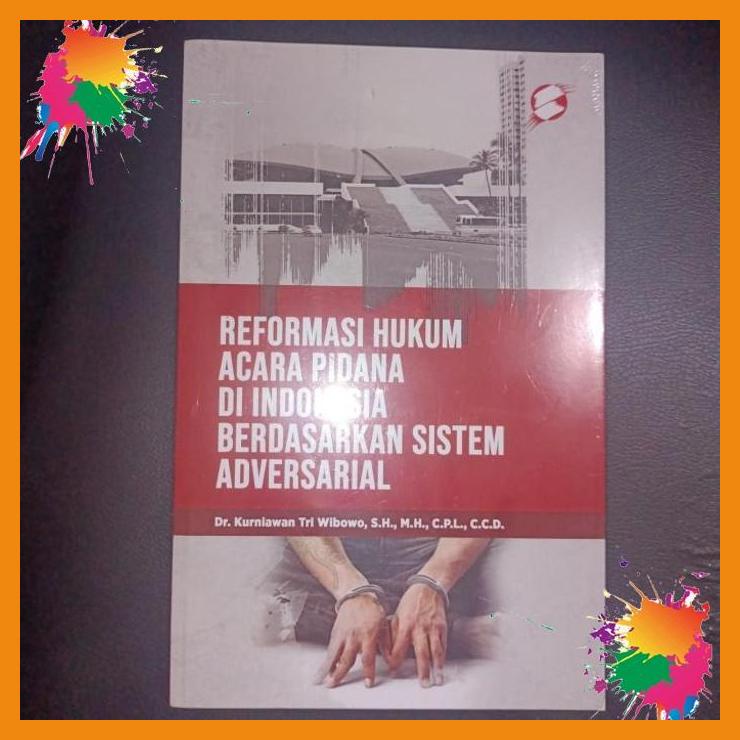 REFORMASI HUKUM
ACARA PIDANA
DI INDONESIA
BERDASARKAN SISTEM
ADVERSARIAL
Dr. Kurniawan Tri Wibowo, S.H., M.H., C.P.L., C.C.D.